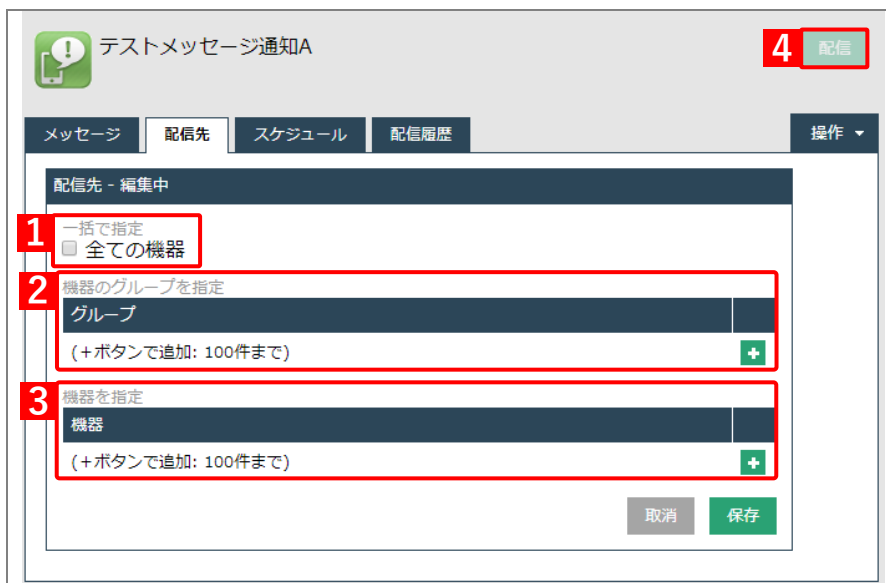 テストメッセージ通知A
4 配信
メッセージ 配信先 スケジュール 配信履歴 操作
配信先 - 編集中
1 一括で指定
全ての機器
2 機器のグループを指定
グループ
(+ボタンで追加: 100件まで)
3 機器を指定
機器
(+ボタンで追加: 100件まで)
取消 保存